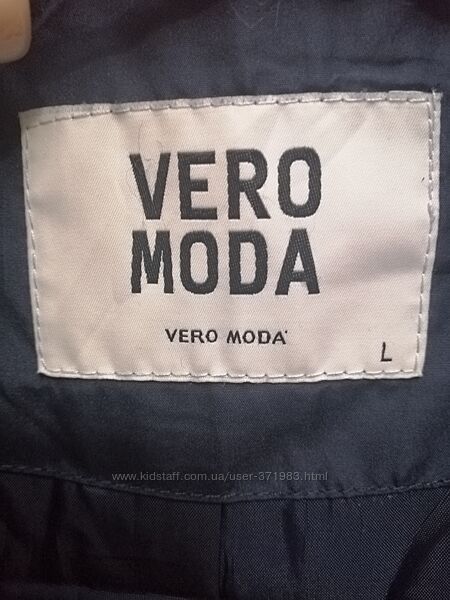 VERO
MODA
VERO MODA
L
www.kidstaff.com.ua/user-371983.html